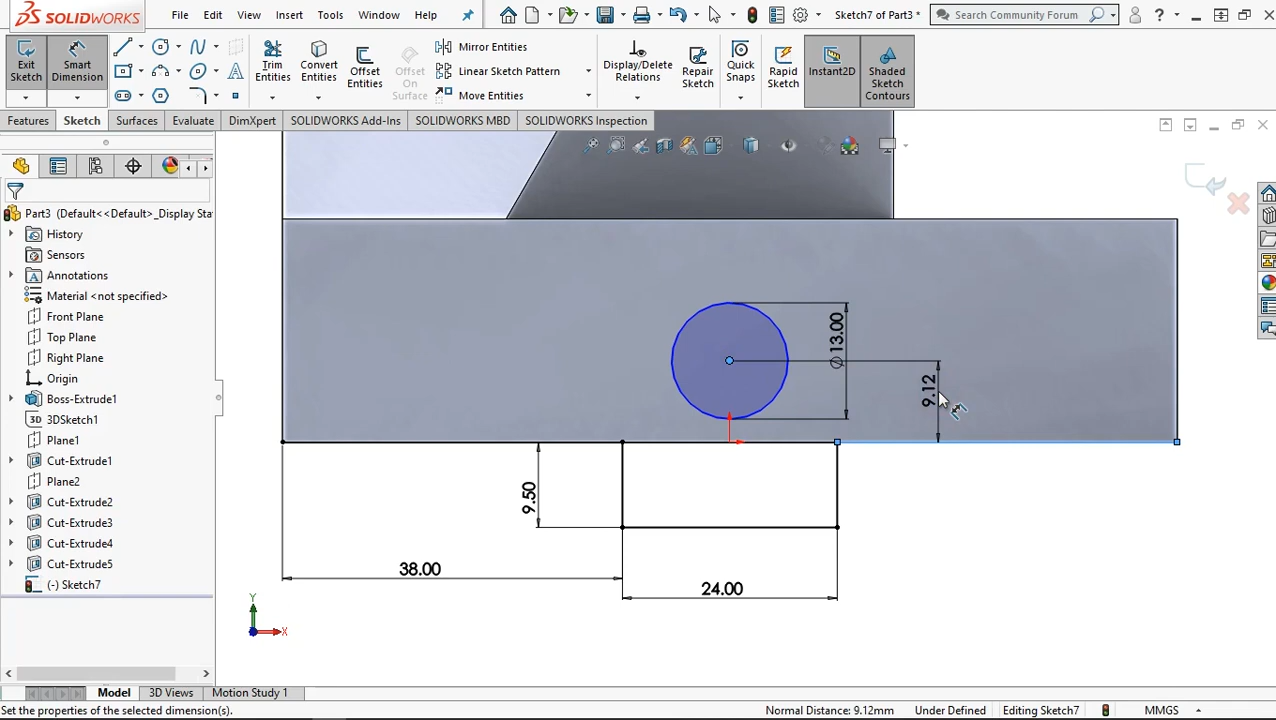 SOLIDWORKS File Edit View Insert Tools Window Help Sketch7 of Part3 * Search Community Forum ?
Exit Sketch
Smart Dimension
Trim Entities
Convert Entities
Offset Entities
Offset On Surface
Mirror Entities
Linear Sketch Pattern
Move Entities
Display/Delete Relations
Repair Sketch
Quick Snaps
Rapid Sketch
Instant2D
Shaded Sketch Contours
Features Sketch Surfaces Evaluate DimXpert SOLIDWORKS Add-Ins SOLIDWORKS MBD SOLIDWORKS Inspection
Part3 (Default<<Default>_Display Sta
History
Sensors
Annotations
Material <not specified>
Front Plane
Top Plane
Right Plane
Origin
Boss-Extrude1
3D 3DSketch1
Plane1
Cut-Extrude1
Plane2
Cut-Extrude2
Cut-Extrude3
Cut-Extrude4
Cut-Extrude5
(-) Sketch7
∅13.00
9.12
9.50
38.00
24.00
Y
X
Model 3D Views Motion Study 1
Set the properties of the selected dimension(s). Normal Distance: 9.12mm Under Defined Editing Sketch7 MMGS